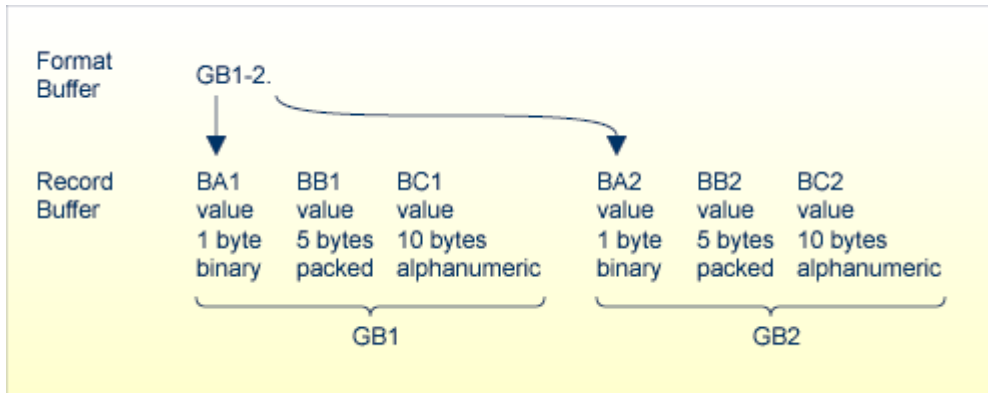 Format
Buffer
GB1-2.
Record
Buffer
BA1 BB1 BC1 BA2 BB2 BC2
value value value value value value
1 byte 5 bytes 10 bytes 1 byte 5 bytes 10 bytes
binary packed alphanumeric binary packed alphanumeric
GB1 GB2